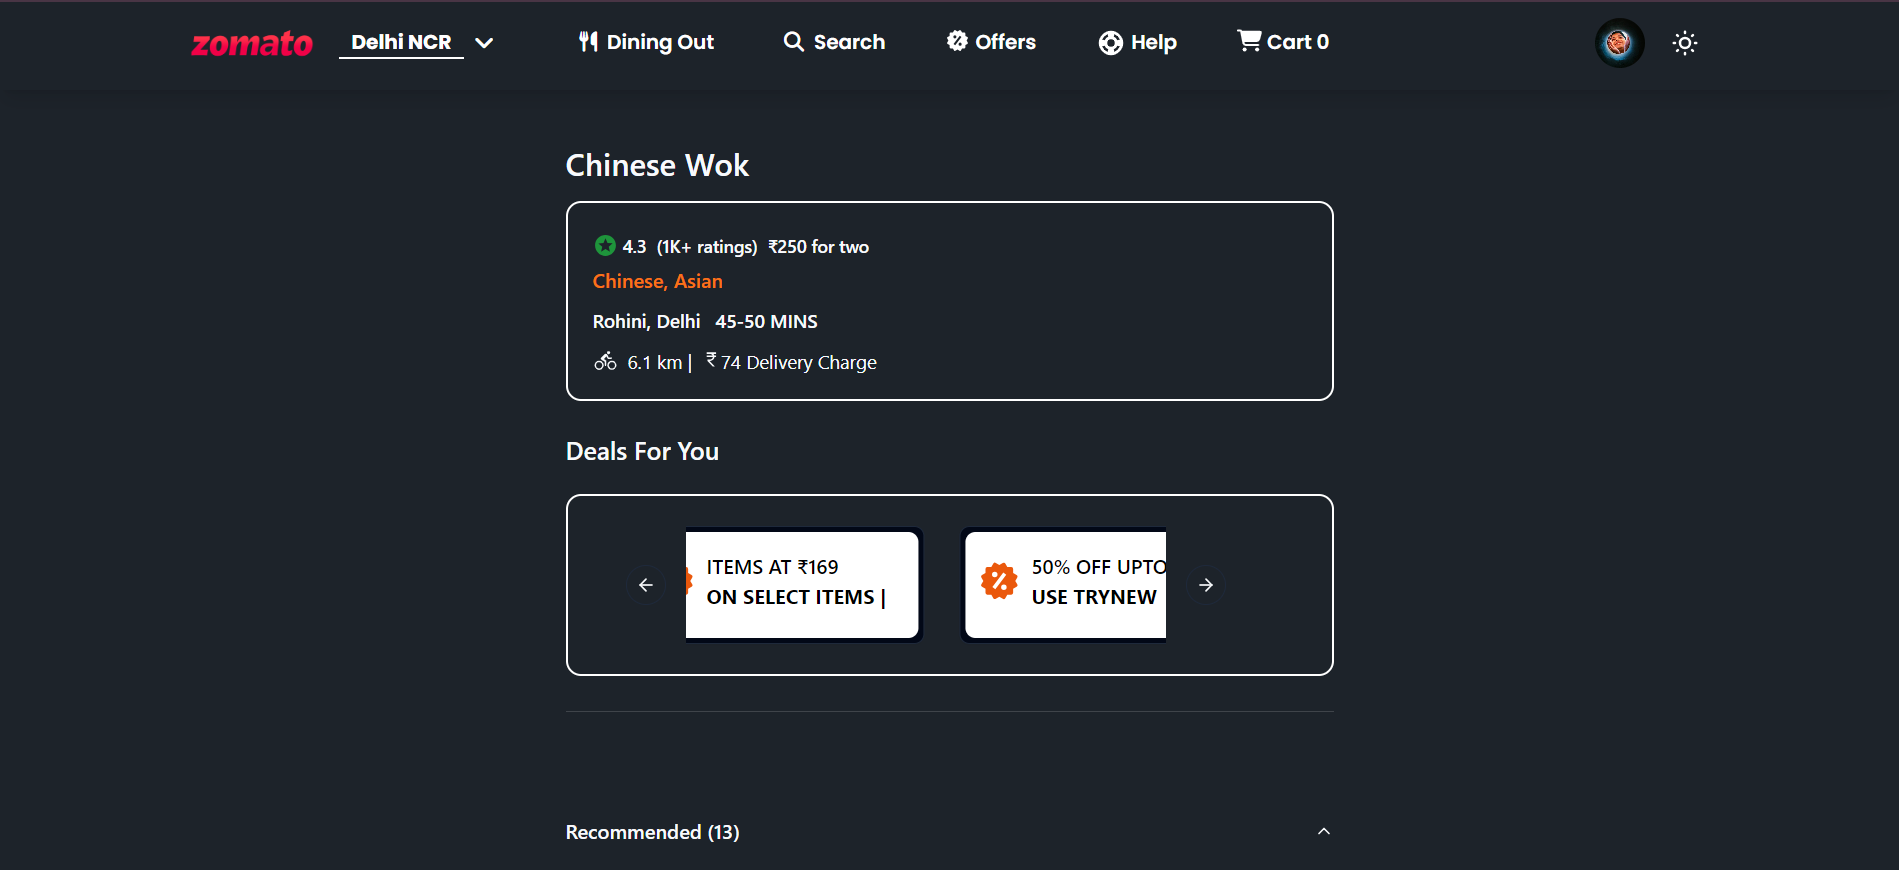 zomato Delhi NCR Dining Out Search Offers Help Cart 0
Chinese Wok
4.3 (1K+ ratings) ₹250 for two
Chinese, Asian
Rohini, Delhi 45-50 MINS
6.1 km | ₹ 74 Delivery Charge
Deals For You
ITEMS AT ₹169
ON SELECT ITEMS |
50% OFF UPTO
USE TRYNEW
Recommended (13)